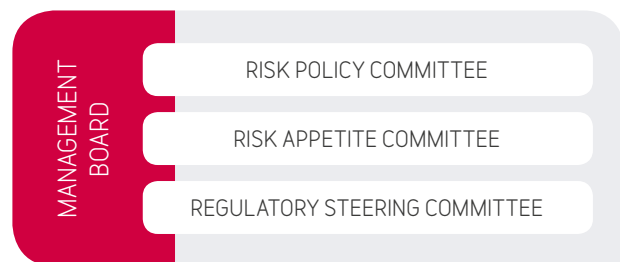 MANAGEMENT
BOARD
RISK POLICY COMMITTEE
RISK APPETITE COMMITTEE
REGULATORY STEERING COMMITTEE